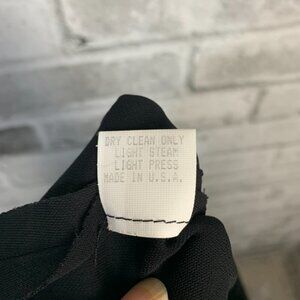 DRY CLEAN ONLY
LIGHT STEAM
LIGHT PRESS
MADE IN U.S.A.